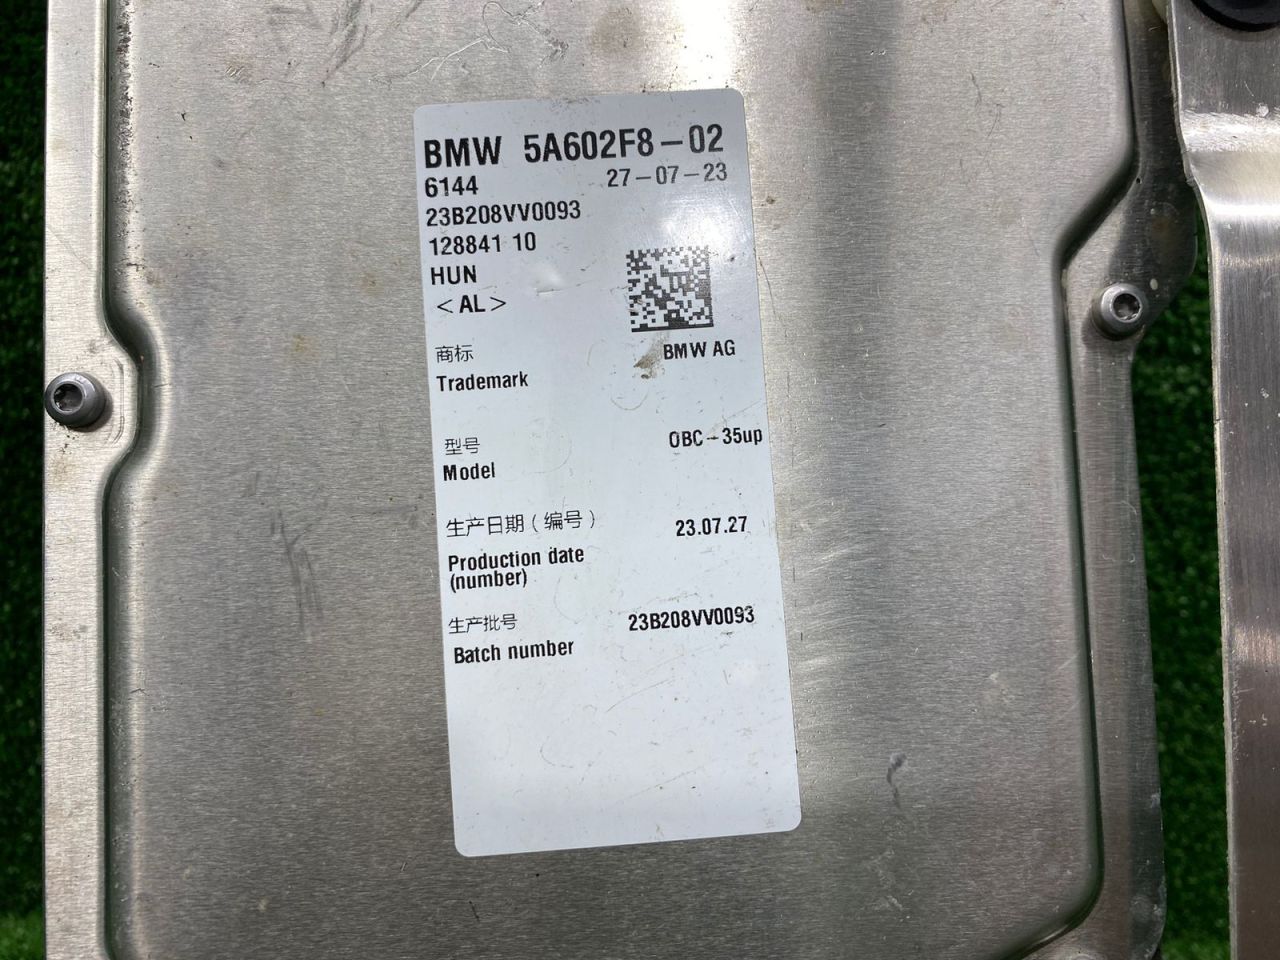 BMW 5A602F8-02
6144 27-07-23
23B208VV0093
128841 10
HUN
<AL>
BMW AG
商标
Trademark
型号 OBC-35up
Model
生产日期（编号） 23.07.27
Production date
(number)
生产批号 23B208VV0093
Batch number